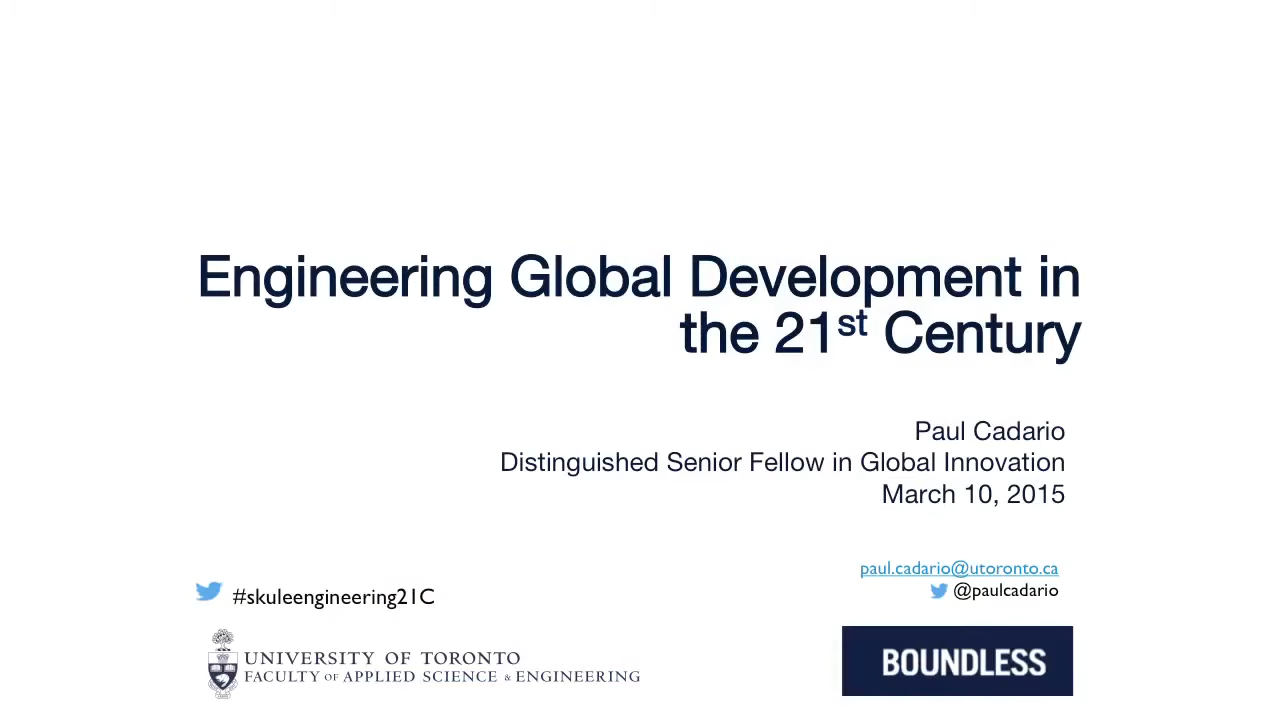 Engineering Global Development in
the 21st Century
Paul Cadario
Distinguished Senior Fellow in Global Innovation
March 10, 2015
paul.cadario@utoronto.ca
@paulcadario
#skuleengineering21C
UNIVERSITY OF TORONTO
FACULTY OF APPLIED SCIENCE & ENGINEERING
BOUNDLESS